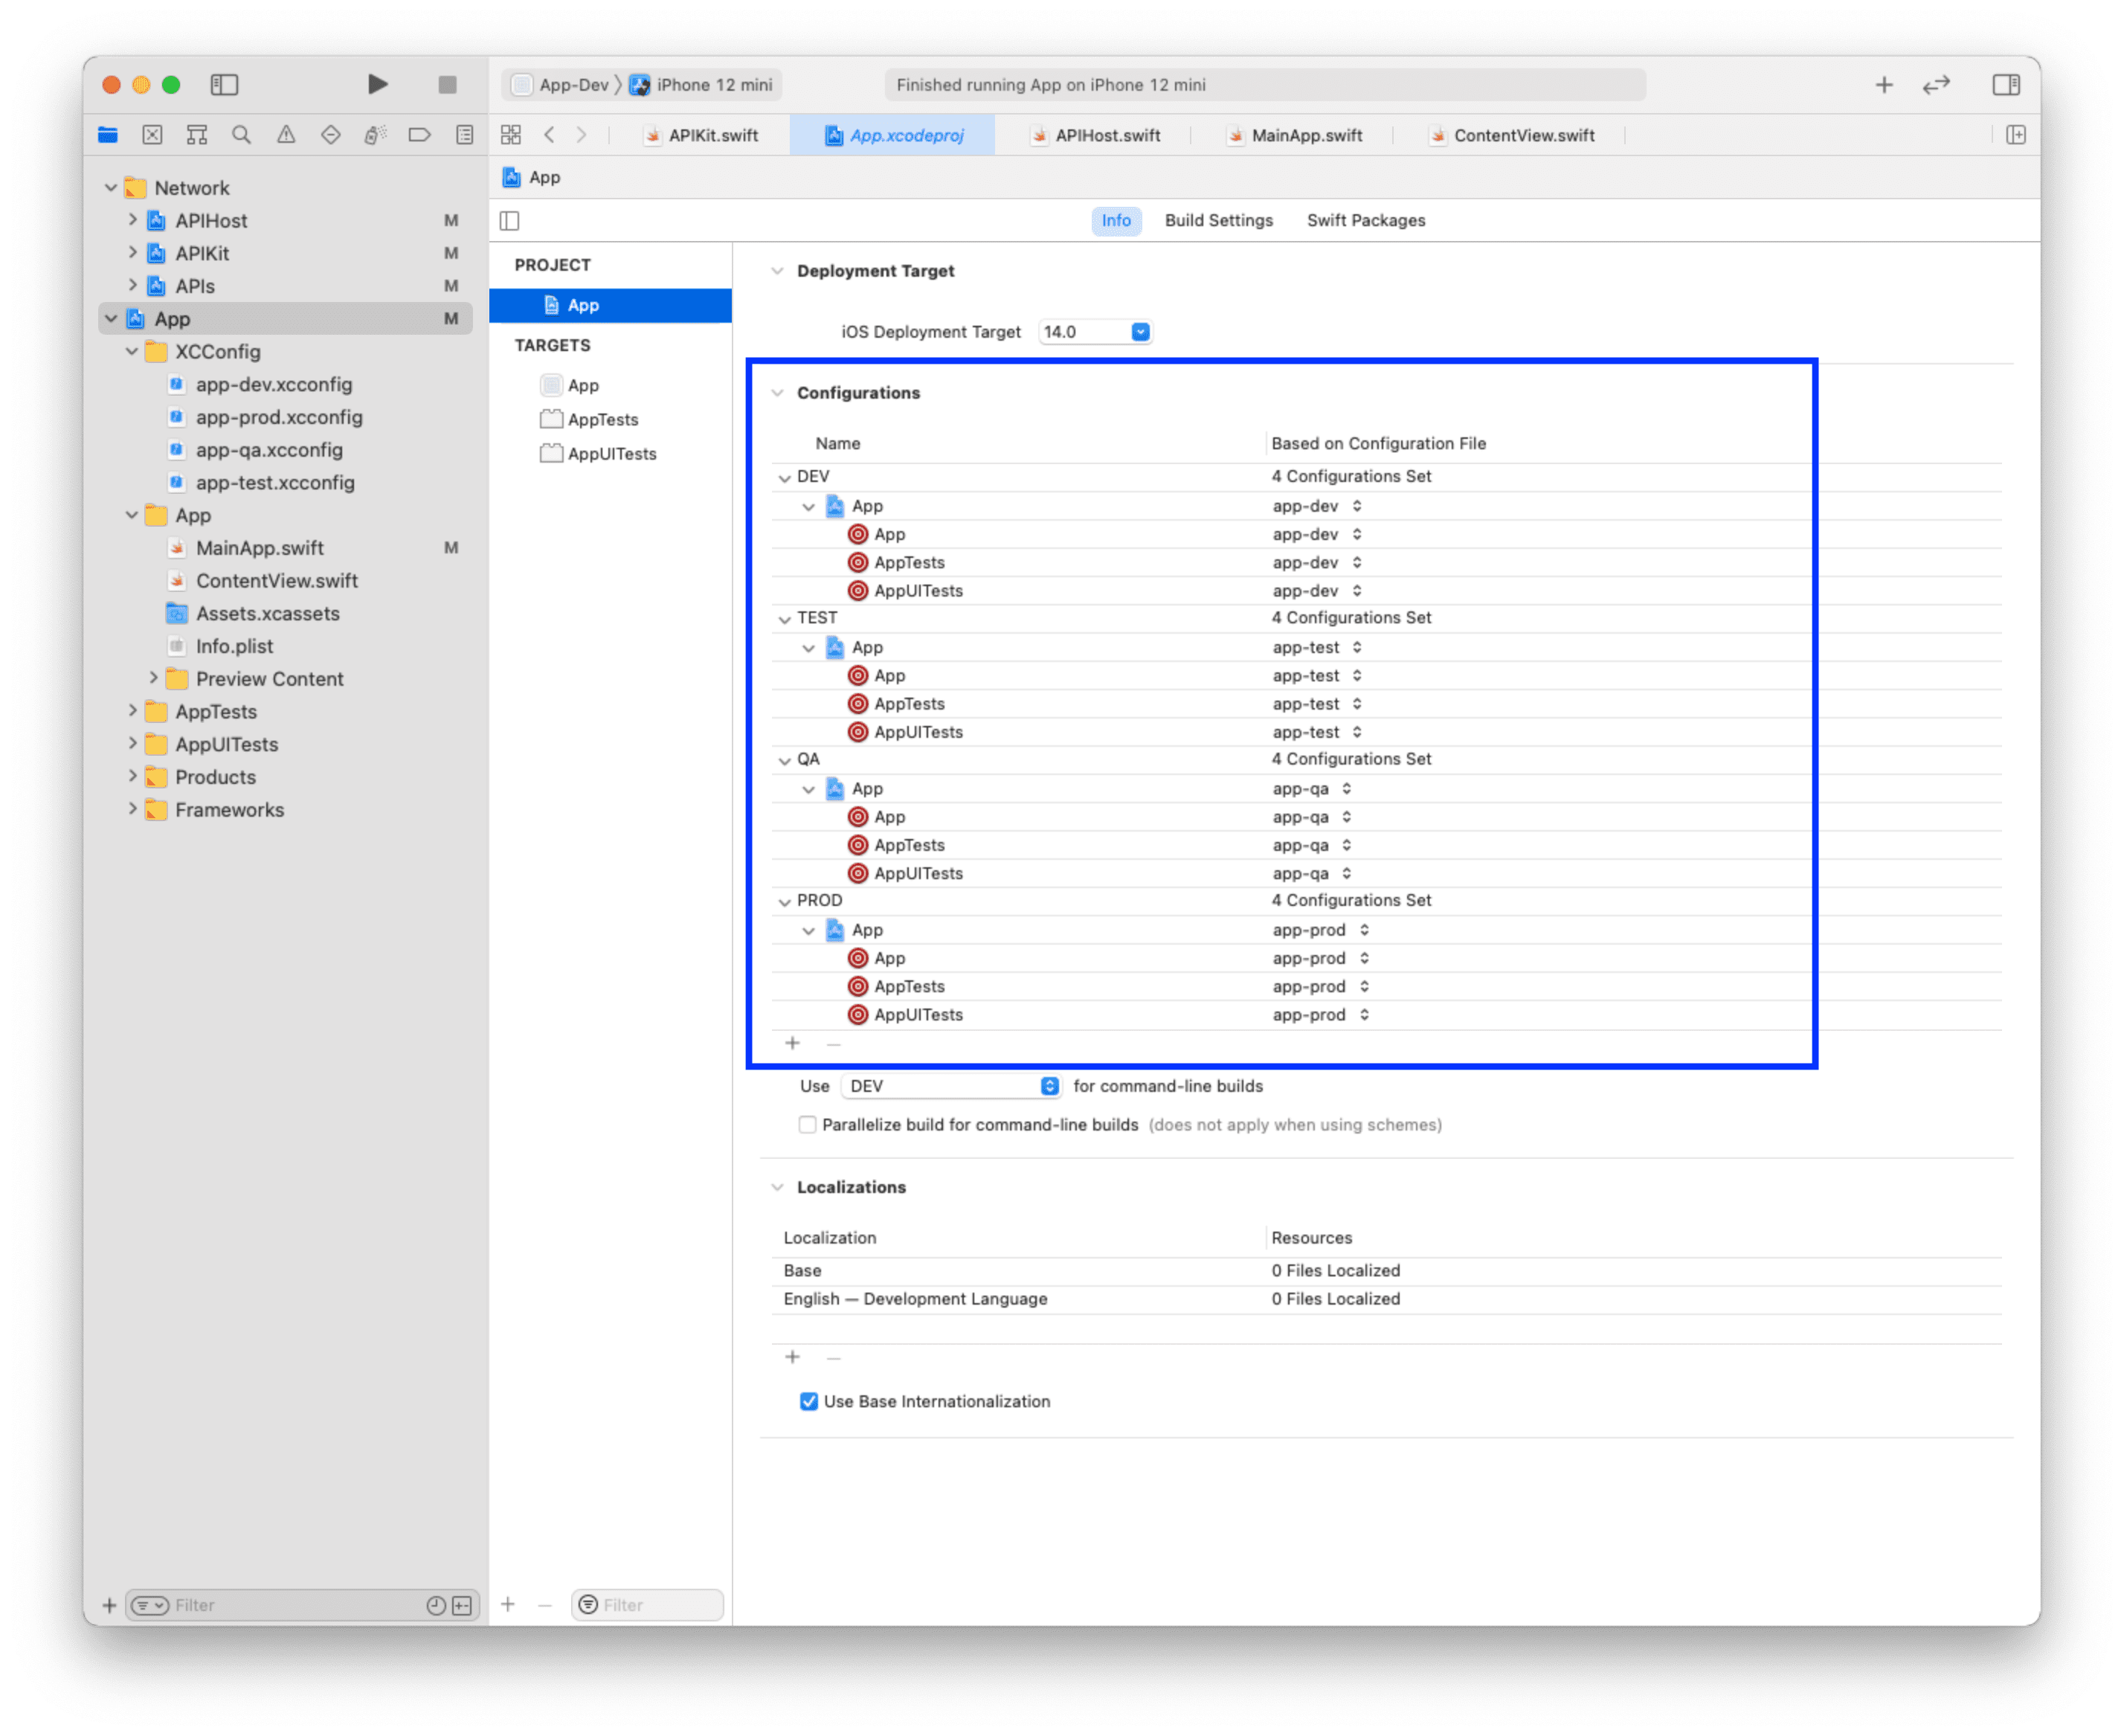 App-Dev 〉 iPhone 12 mini
Finished running App on iPhone 12 mini
APIKit.swift
App.xcodeproj
APIHost.swift
MainApp.swift
ContentView.swift
Network
APIHost M
APIKit M
APIs M
App M
XCConfig
app-dev.xcconfig
app-prod.xcconfig
app-qa.xcconfig
app-test.xcconfig
App
MainApp.swift M
ContentView.swift
Assets.xcassets
Info.plist
Preview Content
AppTests
AppUITests
Products
Frameworks
Filter
App
Info Build Settings Swift Packages
PROJECT
App
TARGETS
App
AppTests
AppUITests
Filter
Deployment Target
iOS Deployment Target 14.0
Configurations
Name Based on Configuration File
DEV 4 Configurations Set
App app-dev
App app-dev
AppTests app-dev
AppUITests app-dev
TEST 4 Configurations Set
App app-test
App app-test
AppTests app-test
AppUITests app-test
QA 4 Configurations Set
App app-qa
App app-qa
AppTests app-qa
AppUITests app-qa
PROD 4 Configurations Set
App app-prod
App app-prod
AppTests app-prod
AppUITests app-prod
Use DEV for command-line builds
Parallelize build for command-line builds (does not apply when using schemes)
Localizations
Localization Resources
Base 0 Files Localized
English — Development Language 0 Files Localized
Use Base Internationalization